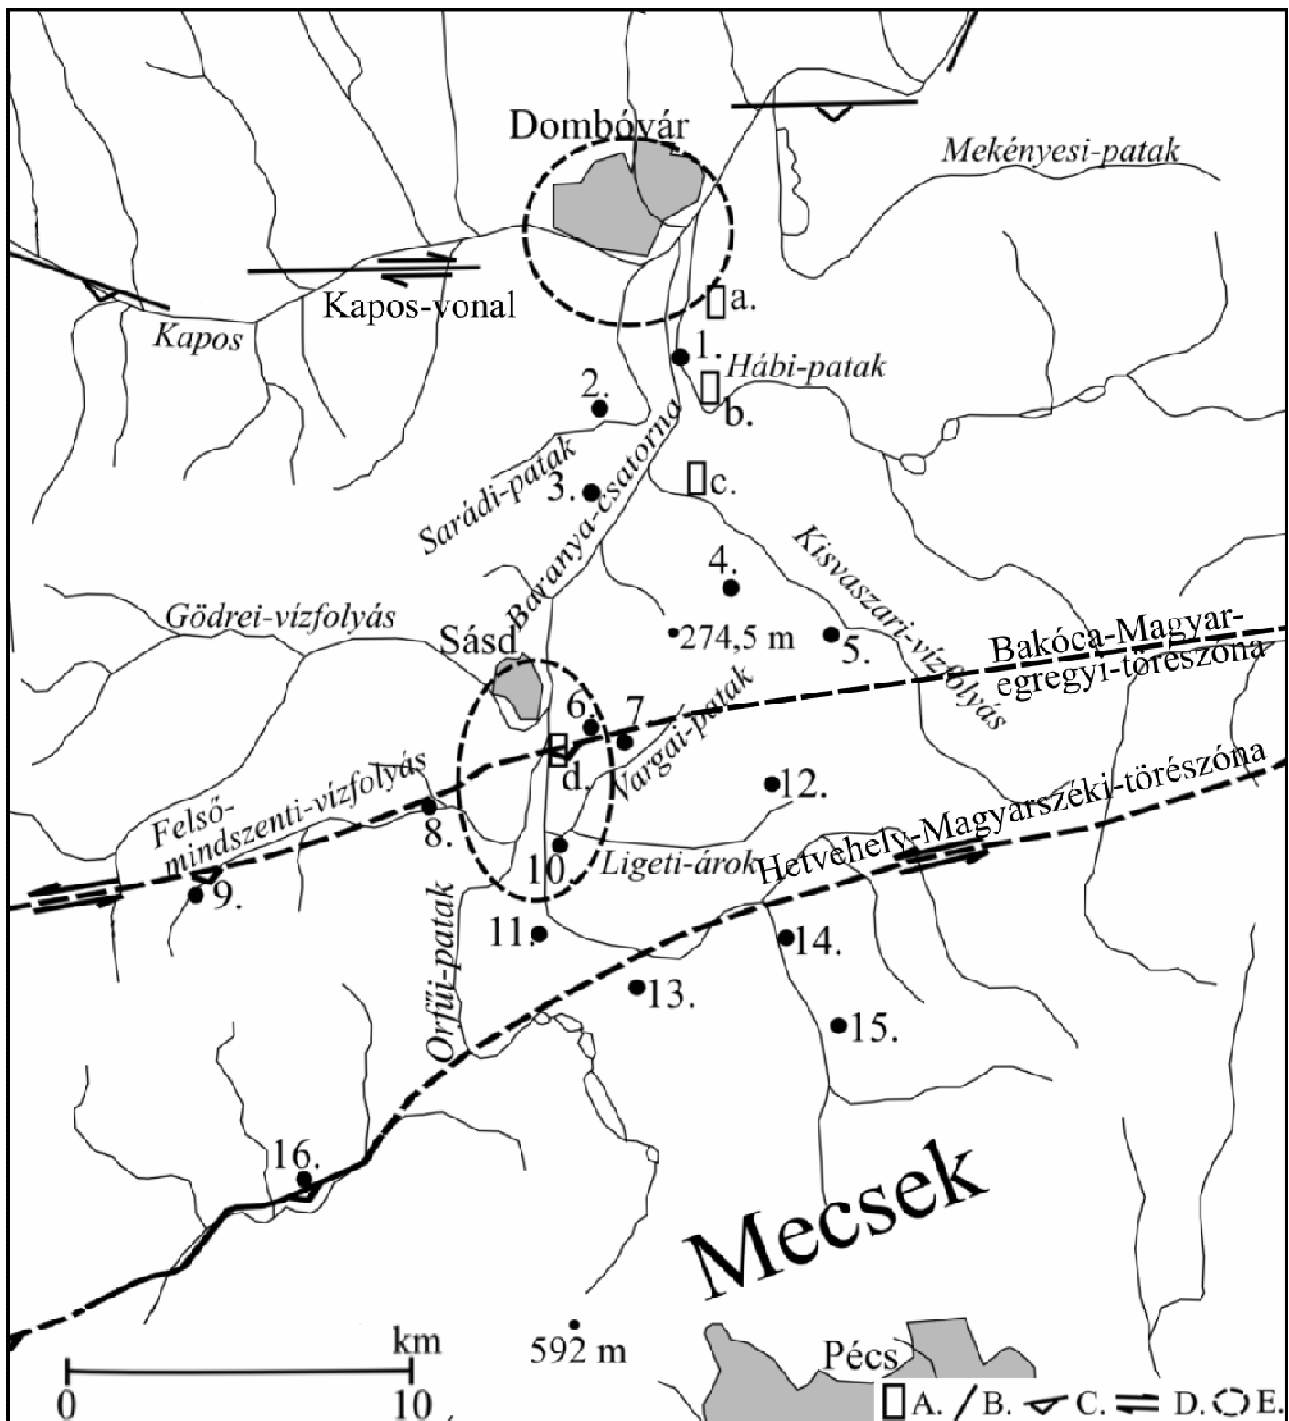 Dombóvár
Mekényesi-patak
Kapos-vonal
Kapos
a.
1.
Hábi-patak
b.
2.
Sarádi-patak
3.
c.
Baranya-csatorna
4.
Kisvaszari-vízfolyás
5.
274,5 m
Gödrei-vízfolyás
Sásd
Bakóca-Magyar-
egregyi-törészóna
6.
7
d.
Vargai-patak
Felső-
mindszenti-vízfolyás
8.
9.
10
Ligeti-árok
12.
Hetvehely-Magyarszéki-törészóna
11.
Orfűi-patak
13.
14.
15.
16.
Mecsek
592 m
Pécs
km
0 10
A. B. C. D. E.